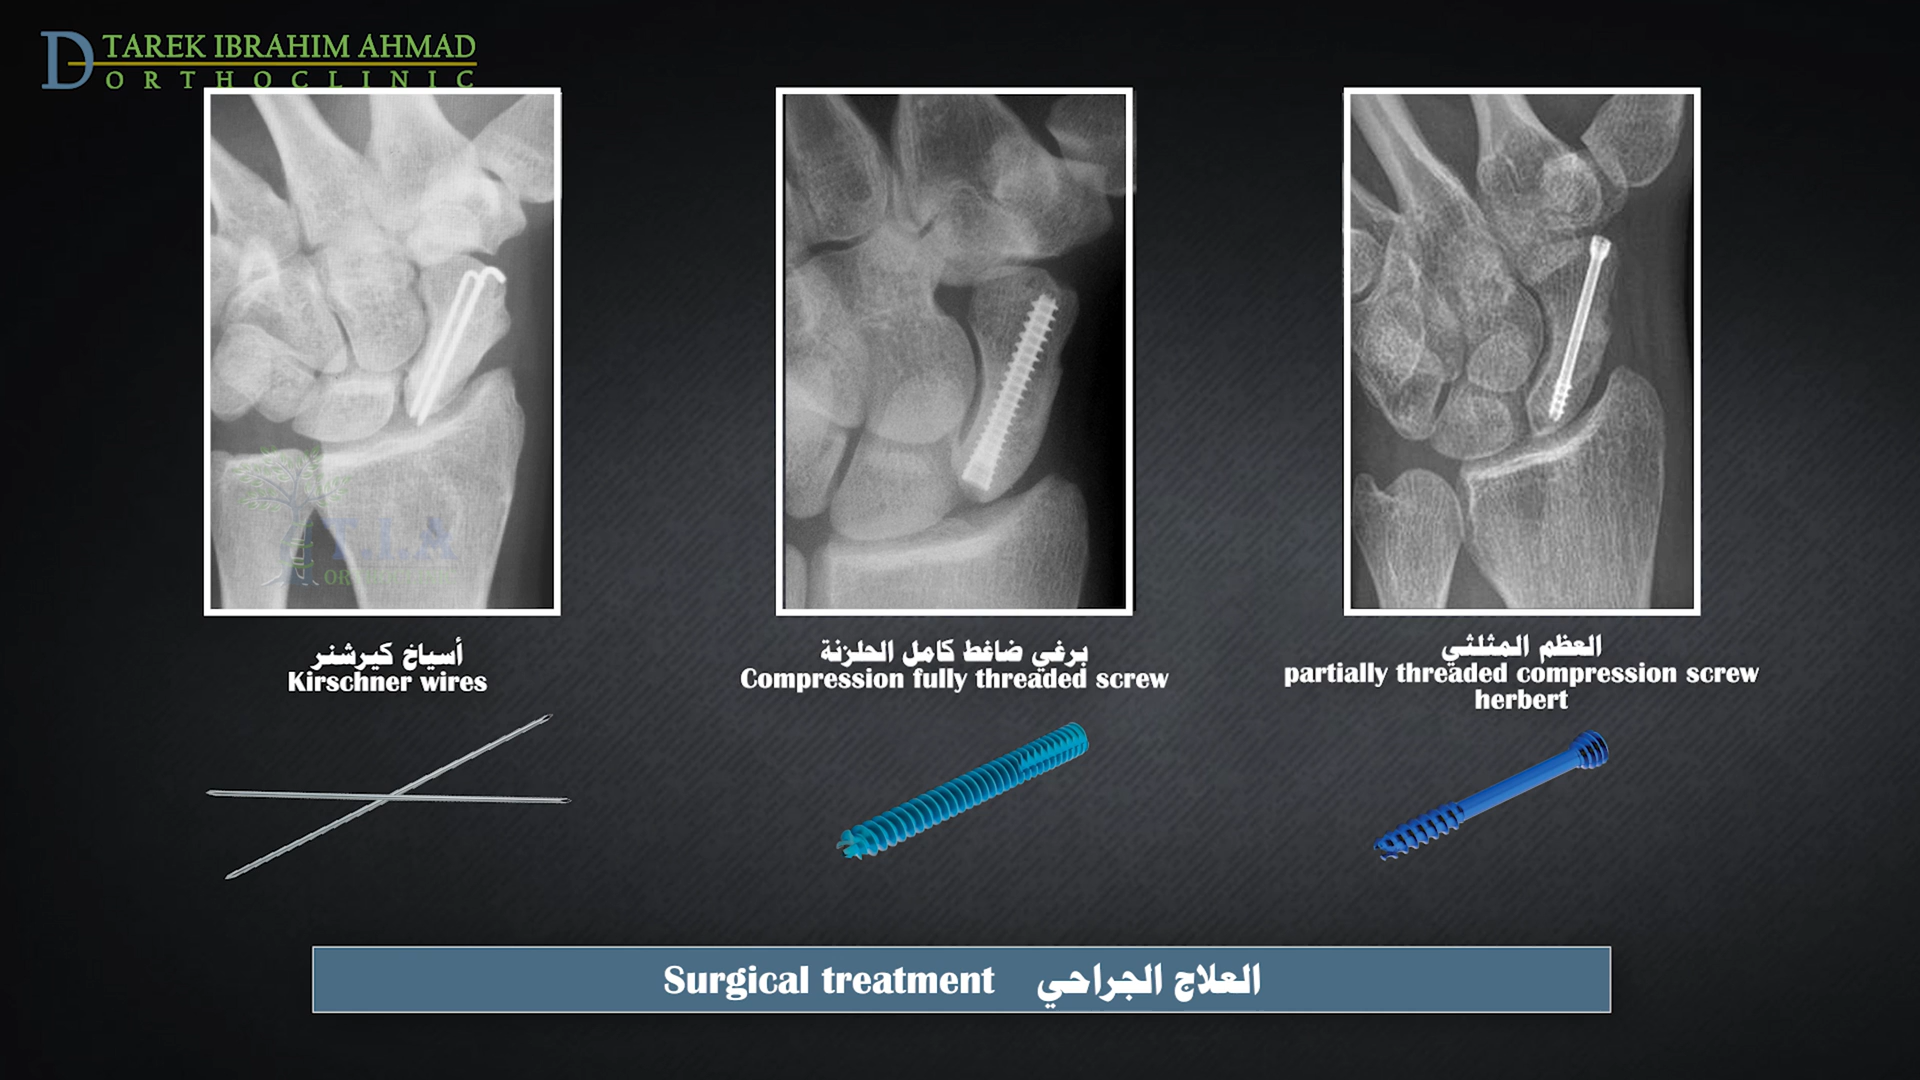 D TAREK IBRAHIM AHMAD
ORTHOCLINIC
T.I.A
أسياخ كيرشنر
Kirschner wires
برغي ضاغط كامل الحلزنة
Compression fully threaded screw
العظم المثلثي
partially threaded compression screw
herbert
Surgical treatment العلاج الجراحي